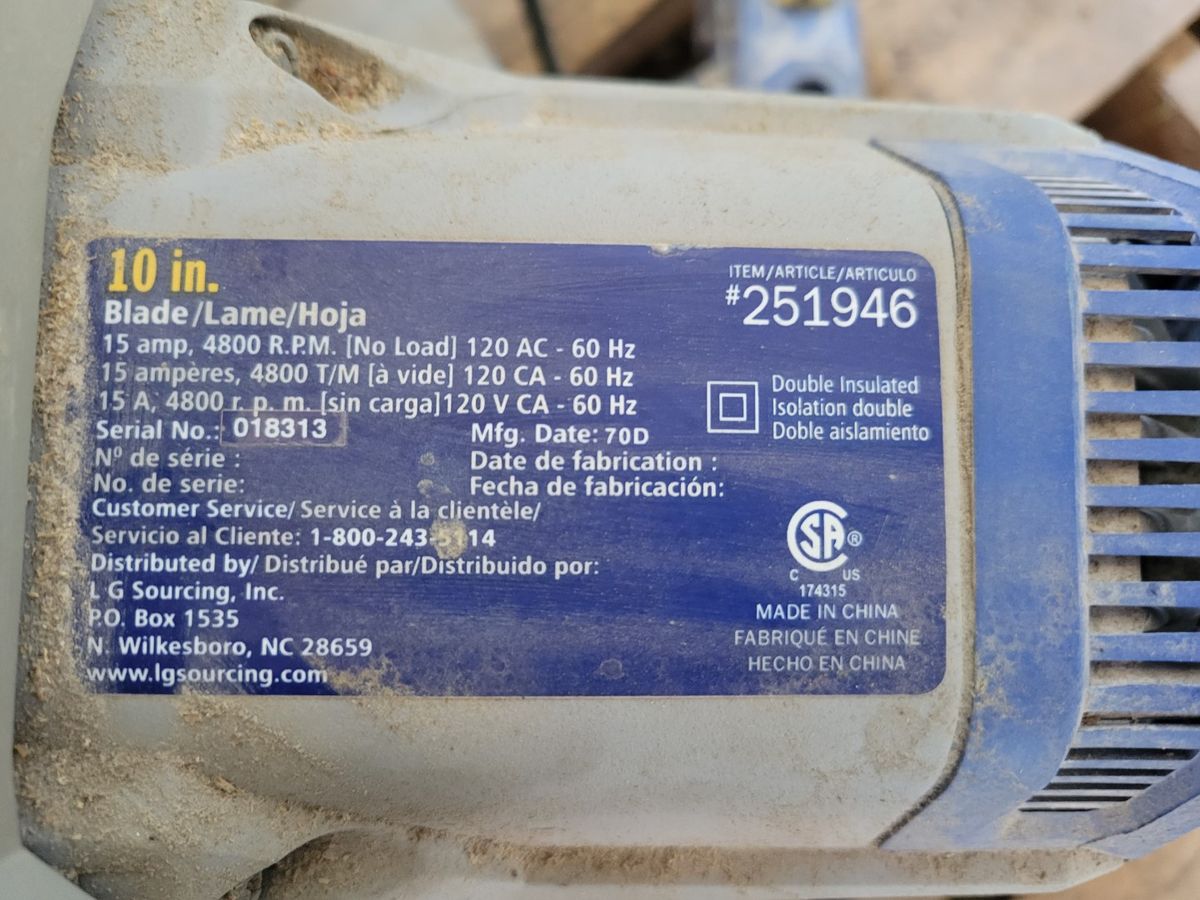 10 in.
Blade/Lame/Hoja
15 amp, 4800 R.P.M. [No Load] 120 AC - 60 Hz
15 ampères, 4800 T/M [à vide] 120 CA - 60 Hz
15 A, 4800 r. p. m. [sin carga]120 V CA - 60 Hz
Serial No.: 018313 Mfg. Date: 70D
Nº de série : Date de fabrication :
No. de serie: Fecha de fabricación:
Customer Service/ Service à la clientèle/
Servicio al Cliente: 1-800-243-5114
Distributed by/ Distribué par/Distribuido por:
L G Sourcing, Inc.
P.O. Box 1535
N. Wilkesboro, NC 28659
www.lgsourcing.com
ITEM/ARTICLE/ARTICULO
#251946
Double Insulated
Isolation double
Doble aislamiento
SA ®
C US
174315
MADE IN CHINA
FABRIQUÉ EN CHINE
HECHO EN CHINA